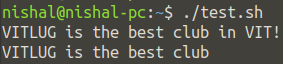 nishal@nishal-pc:~$ ./test.sh
VITLUG is the best club in VIT!
VITLUG is the best club